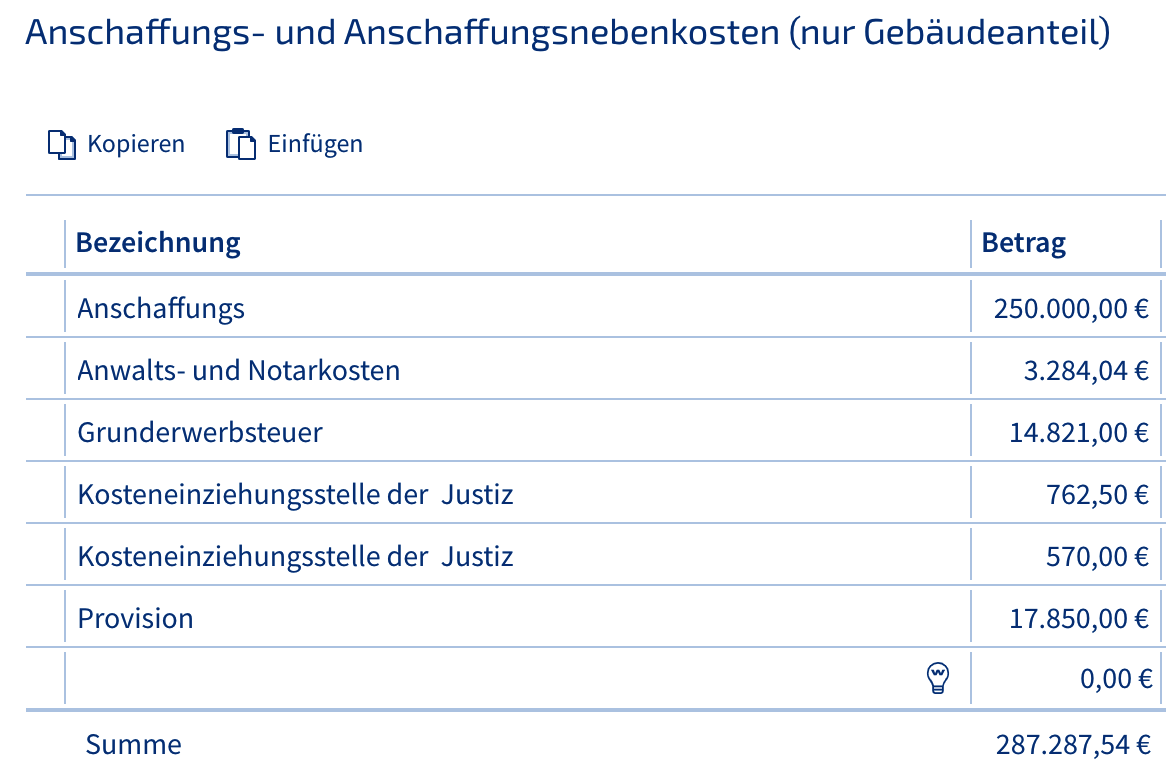 Anschaffungs- und Anschaffungsnebenkosten (nur Gebäudeanteil)
Kopieren Einfügen
Bezeichnung Betrag
Anschaffungs 250.000,00 €
Anwalts- und Notarkosten 3.284,04 €
Grunderwerbsteuer 14.821,00 €
Kosteneinziehungsstelle der  Justiz 762,50 €
Kosteneinziehungsstelle der  Justiz 570,00 €
Provision 17.850,00 €
0,00 €
Summe 287.287,54 €